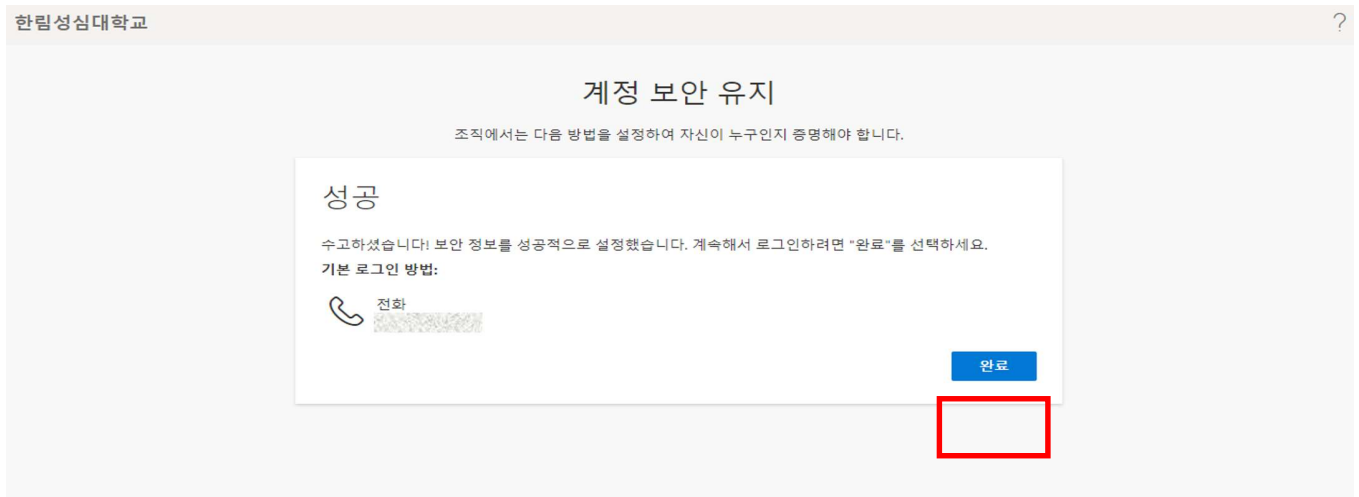 한림성심대학교
?
계정 보안 유지
조직에서는 다음 방법을 설정하여 자신이 누구인지 증명해야 합니다.
성공
수고하셨습니다! 보안 정보를 성공적으로 설정했습니다. 계속해서 로그인하려면 "완료"를 선택하세요.
기본 로그인 방법:
전화
완료